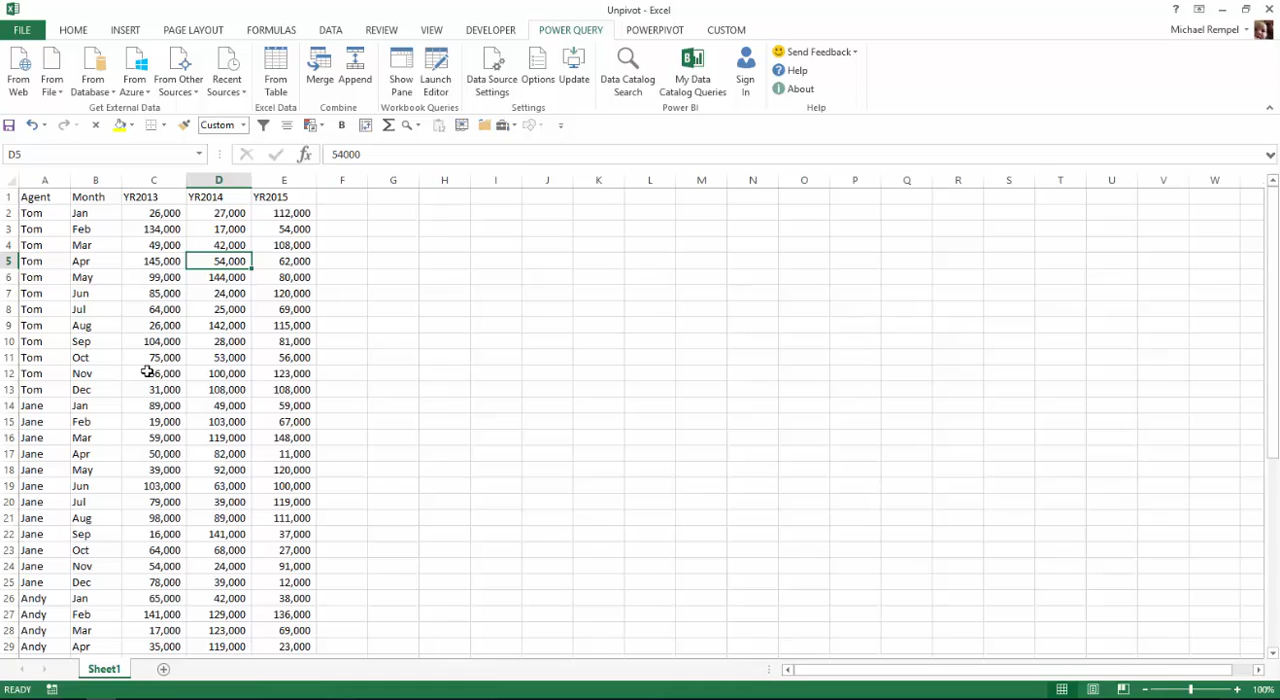 Unpivot - Excel
FILE HOME INSERT PAGE LAYOUT FORMULAS DATA REVIEW VIEW DEVELOPER POWER QUERY POWERPIVOT CUSTOM Michael Rempel
From Web From File From Database From Azure From Other Sources Recent Sources From Table Merge Append Show Pane Launch Editor Data Source Settings Options Update Data Catalog Search My Data Catalog Queries Sign In Send Feedback Help About
Get External Data Excel Data Combine Workbook Queries Settings Power BI Help
Custom B
D5 fx 54000
A B C D E F G H I J K L M N O P Q R S T U V W
1 Agent Month YR2013 YR2014 YR2015
2 Tom Jan 26,000 27,000 112,000
3 Tom Feb 134,000 17,000 54,000
4 Tom Mar 49,000 42,000 108,000
5 Tom Apr 145,000 54,000 62,000
6 Tom May 99,000 144,000 80,000
7 Tom Jun 85,000 24,000 120,000
8 Tom Jul 64,000 25,000 69,000
9 Tom Aug 26,000 142,000 115,000
10 Tom Sep 104,000 28,000 81,000
11 Tom Oct 75,000 53,000 56,000
12 Tom Nov 100,000 123,000
13 Tom Dec 31,000 108,000 108,000
14 Jane Jan 89,000 49,000 59,000
15 Jane Feb 19,000 103,000 67,000
16 Jane Mar 59,000 119,000 148,000
17 Jane Apr 50,000 82,000 11,000
18 Jane May 39,000 92,000 120,000
19 Jane Jun 103,000 63,000 100,000
20 Jane Jul 79,000 39,000 119,000
21 Jane Aug 98,000 89,000 111,000
22 Jane Sep 16,000 141,000 37,000
23 Jane Oct 64,000 68,000 27,000
24 Jane Nov 54,000 24,000 91,000
25 Jane Dec 78,000 39,000 12,000
26 Andy Jan 65,000 42,000 38,000
27 Andy Feb 141,000 129,000 136,000
28 Andy Mar 17,000 123,000 69,000
29 Andy Apr 35,000 119,000 23,000
Sheet1
READY 100%